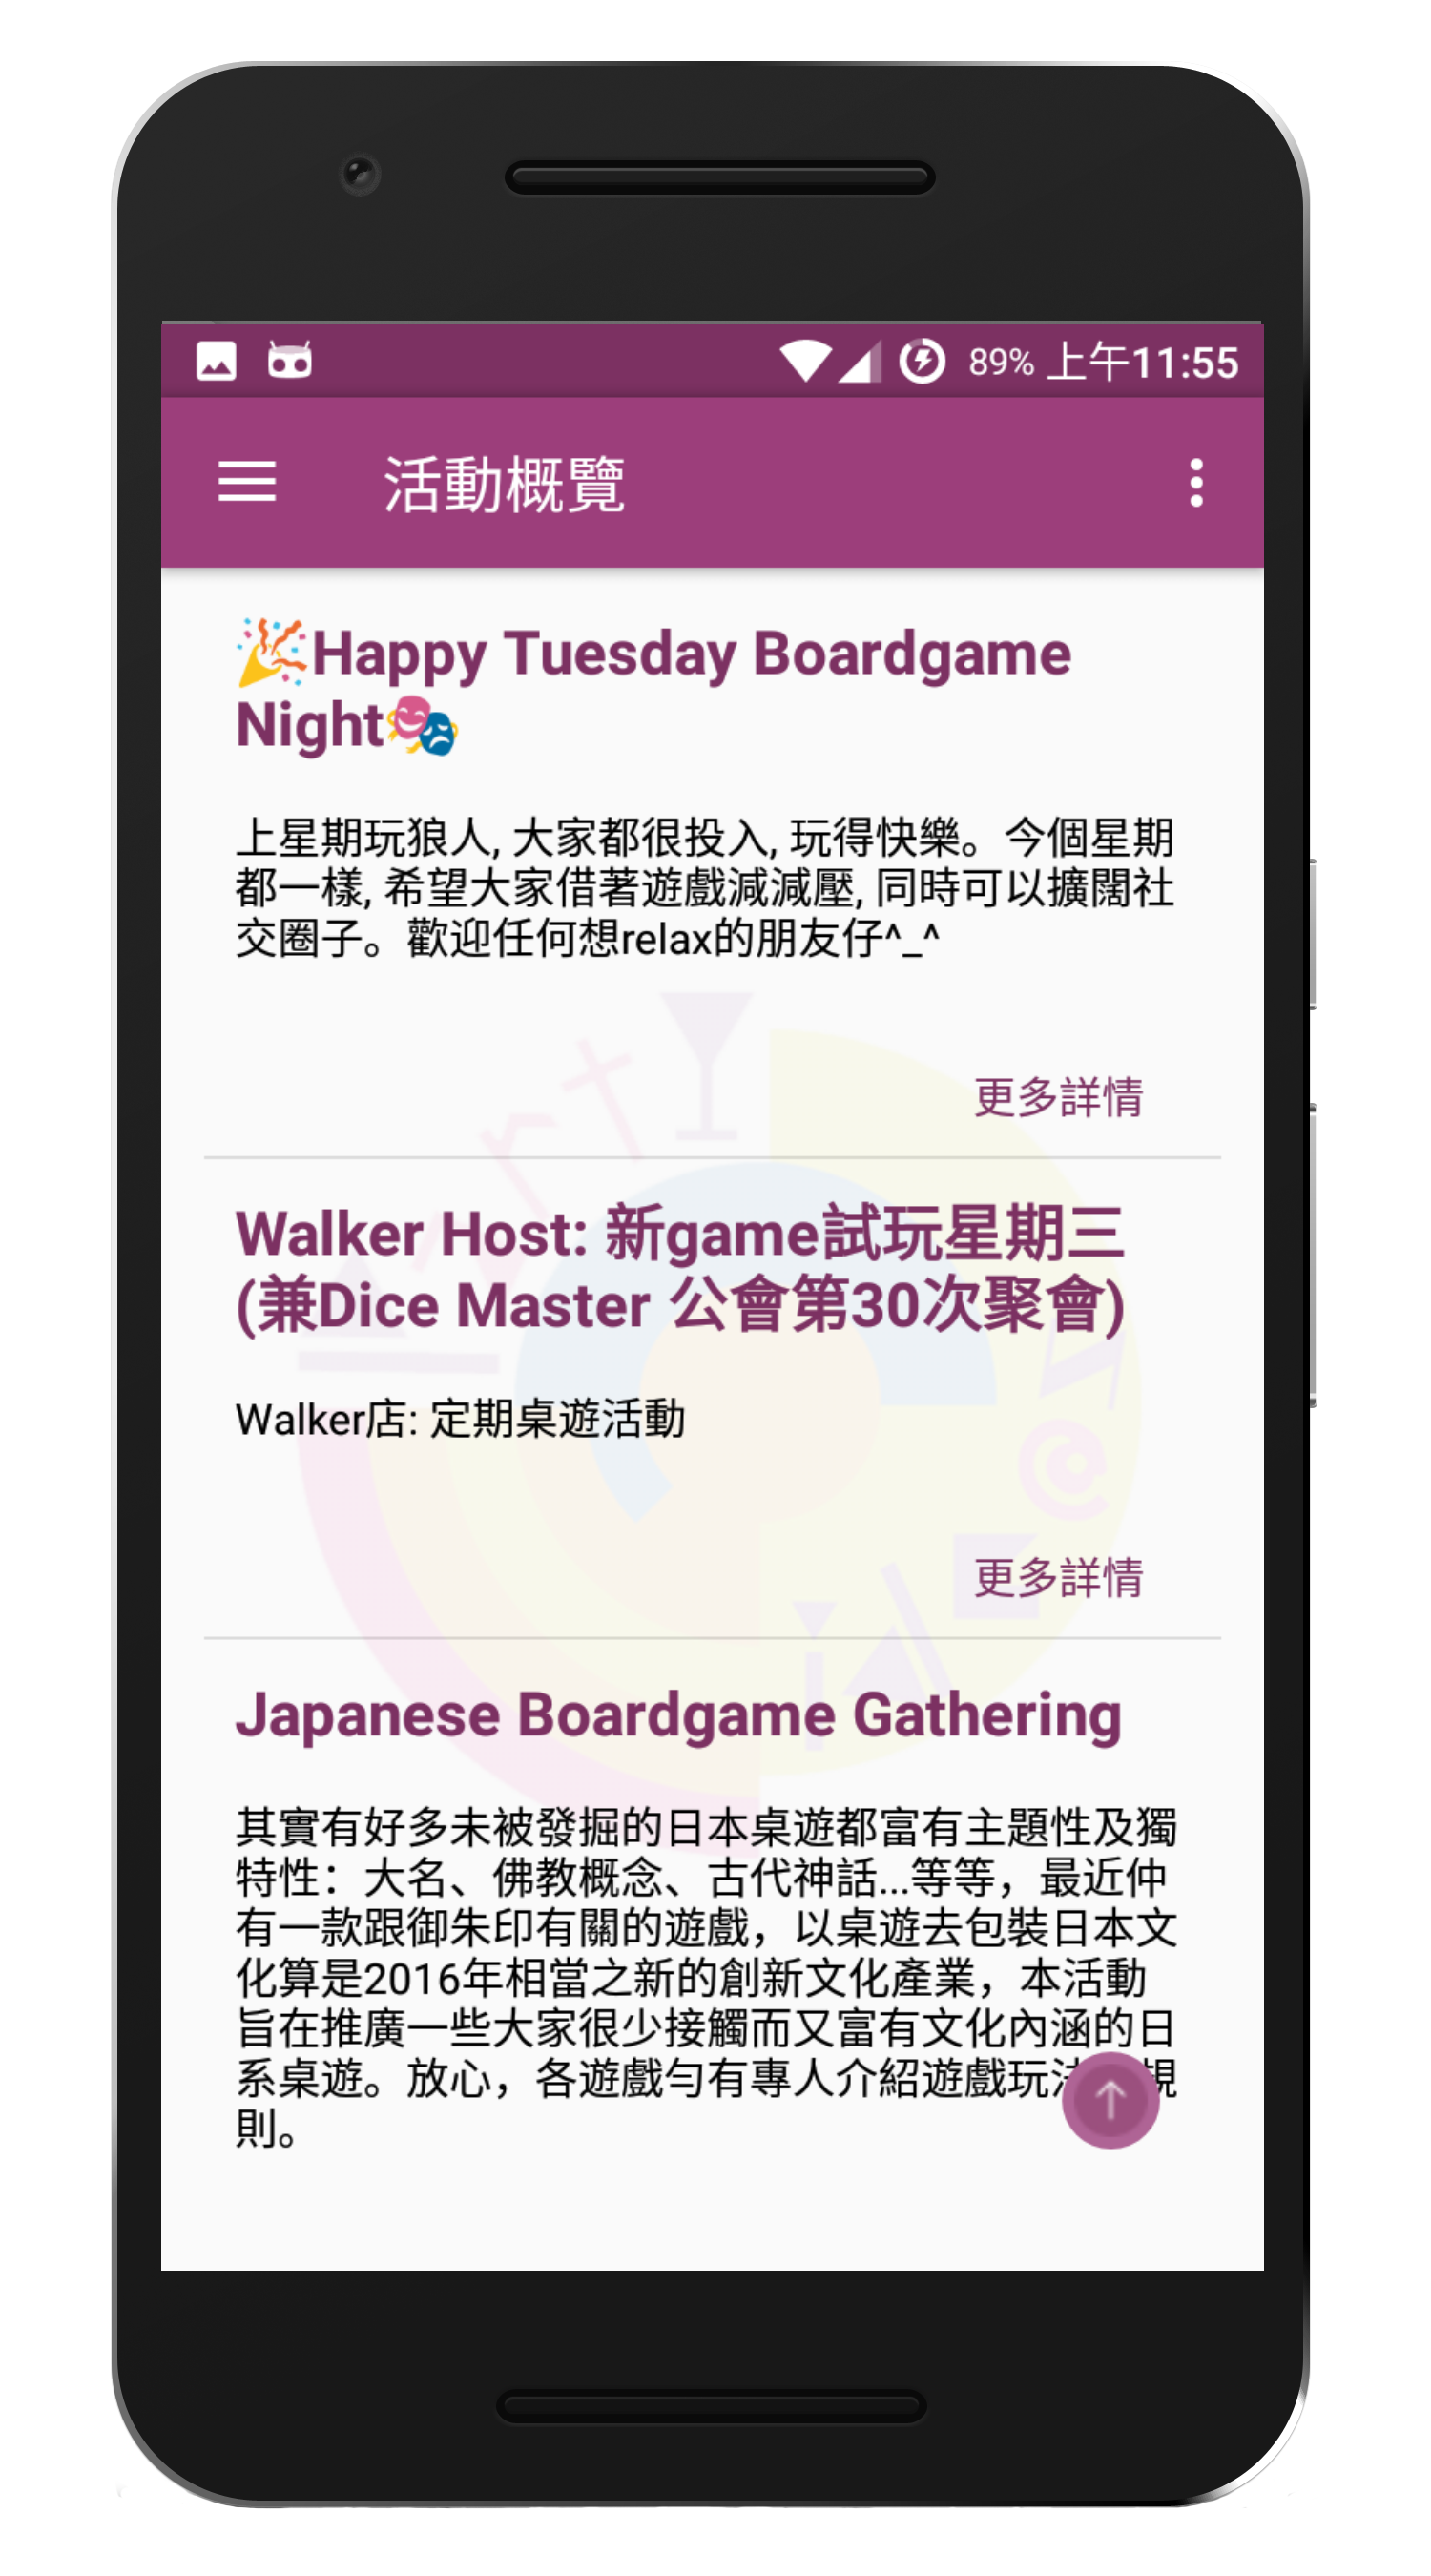 89% 上午11:55
活動概覽
🎉Happy Tuesday Boardgame
Night🎭
上星期玩狼人, 大家都很投入, 玩得快樂。今個星期
都一樣, 希望大家借著遊戲減減壓, 同時可以擴闊社
交圈子。歡迎任何想relax的朋友仔^_^
更多詳情
Walker Host: 新game試玩星期三
(兼Dice Master 公會第30次聚會)
Walker店: 定期桌遊活動
更多詳情
Japanese Boardgame Gathering
其實有好多未被發掘的日本桌遊都富有主題性及獨
特性：大名、佛教概念、古代神話...等等，最近仲
有一款跟御朱印有關的遊戲，以桌遊去包裝日本文
化算是2016年相當之新的創新文化產業，本活動
旨在推廣一些大家很少接觸而又富有文化內涵的日
系桌遊。放心，各遊戲勻有專人介紹遊戲玩法規
則。